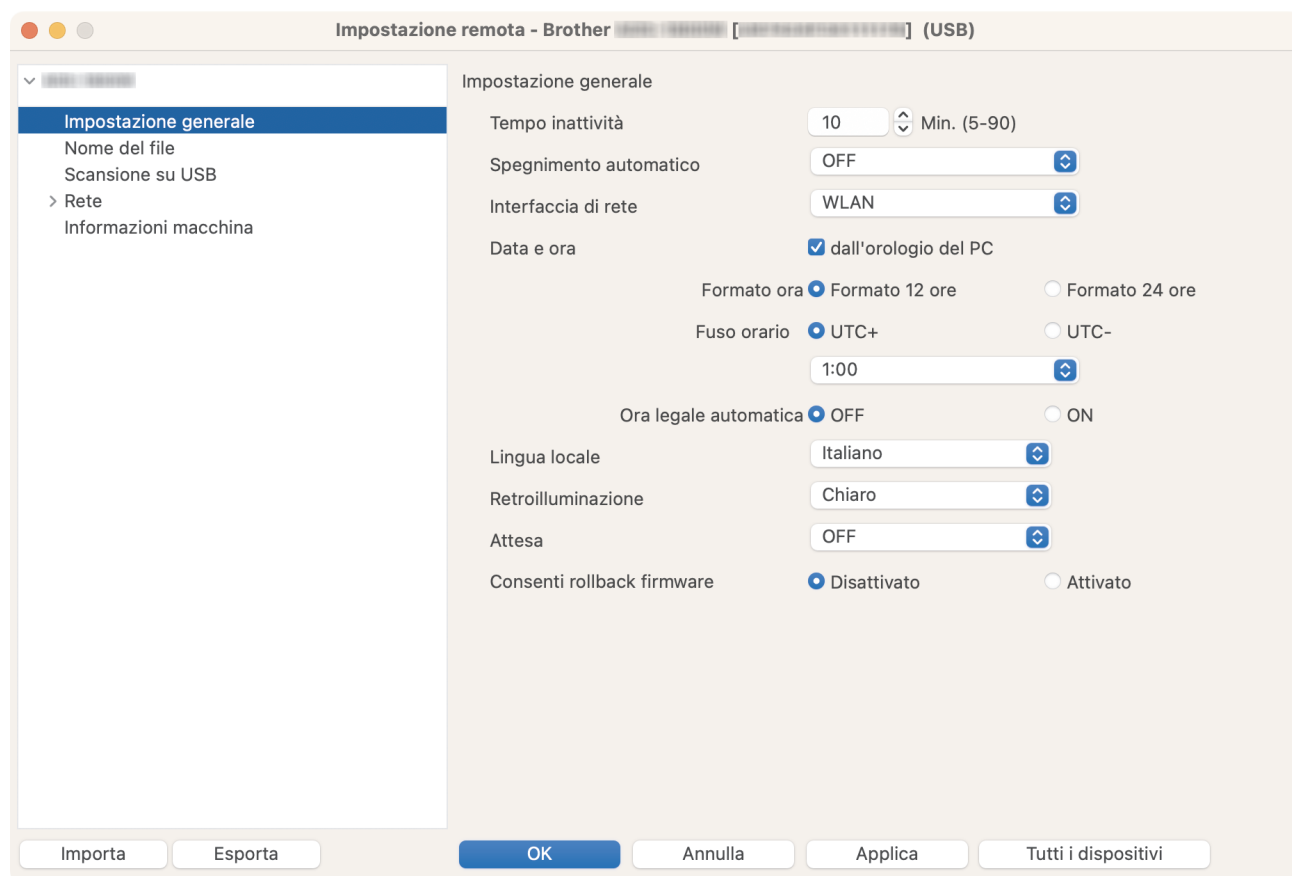 Impostazione remota - Brother [ ] (USB)
Impostazione generale
Nome del file
Scansione su USB
Rete
Informazioni macchina
Impostazione generale
Tempo inattività 10 Min. (5-90)
Spegnimento automatico OFF
Interfaccia di rete WLAN
Data e ora dall'orologio del PC
Formato ora Formato 12 ore Formato 24 ore
Fuso orario UTC+ UTC-
1:00
Ora legale automatica OFF ON
Lingua locale Italiano
Retroilluminazione Chiaro
Attesa OFF
Consenti rollback firmware Disattivato Attivato
Importa Esporta OK Annulla Applica Tutti i dispositivi